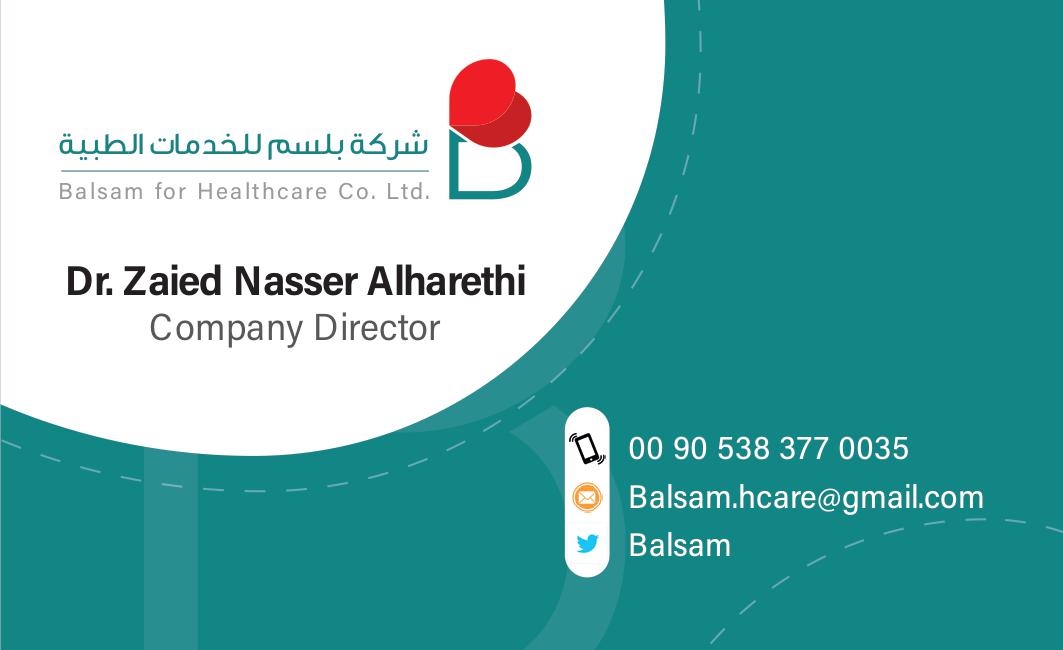 شركة بلسم للخدمات الطبية
Balsam for Healthcare Co. Ltd.
Dr. Zaied Nasser Alharethi
Company Director
00 90 538 377 0035
Balsam.hcare@gmail.com
Balsam